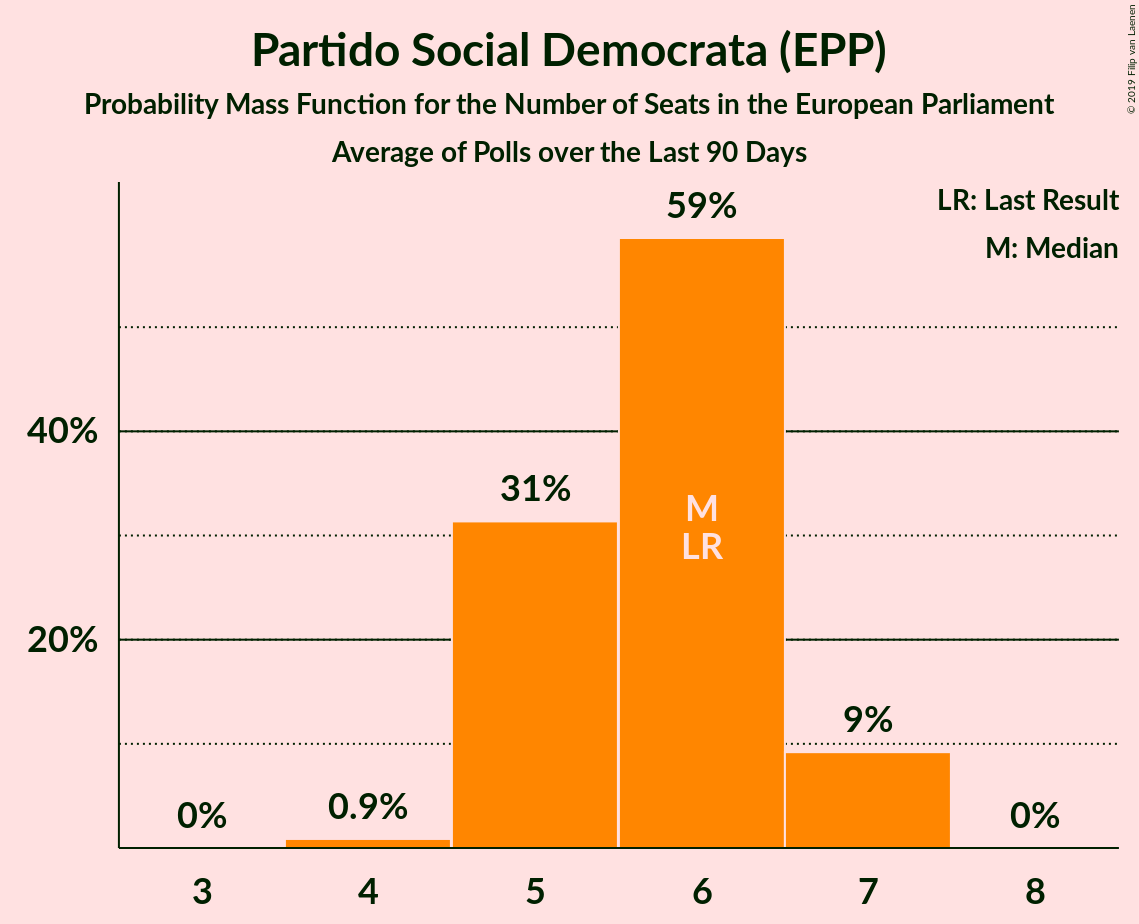 Partido Social Democrata (EPP)
Probability Mass Function for the Number of Seats in the European Parliament
Average of Polls over the Last 90 Days
© 2019 Filip van Laenen
LR: Last Result
M: Median
59%
40%
31%
M
LR
20%
9%
0.9%
0%
0%
3 4 5 6 7 8